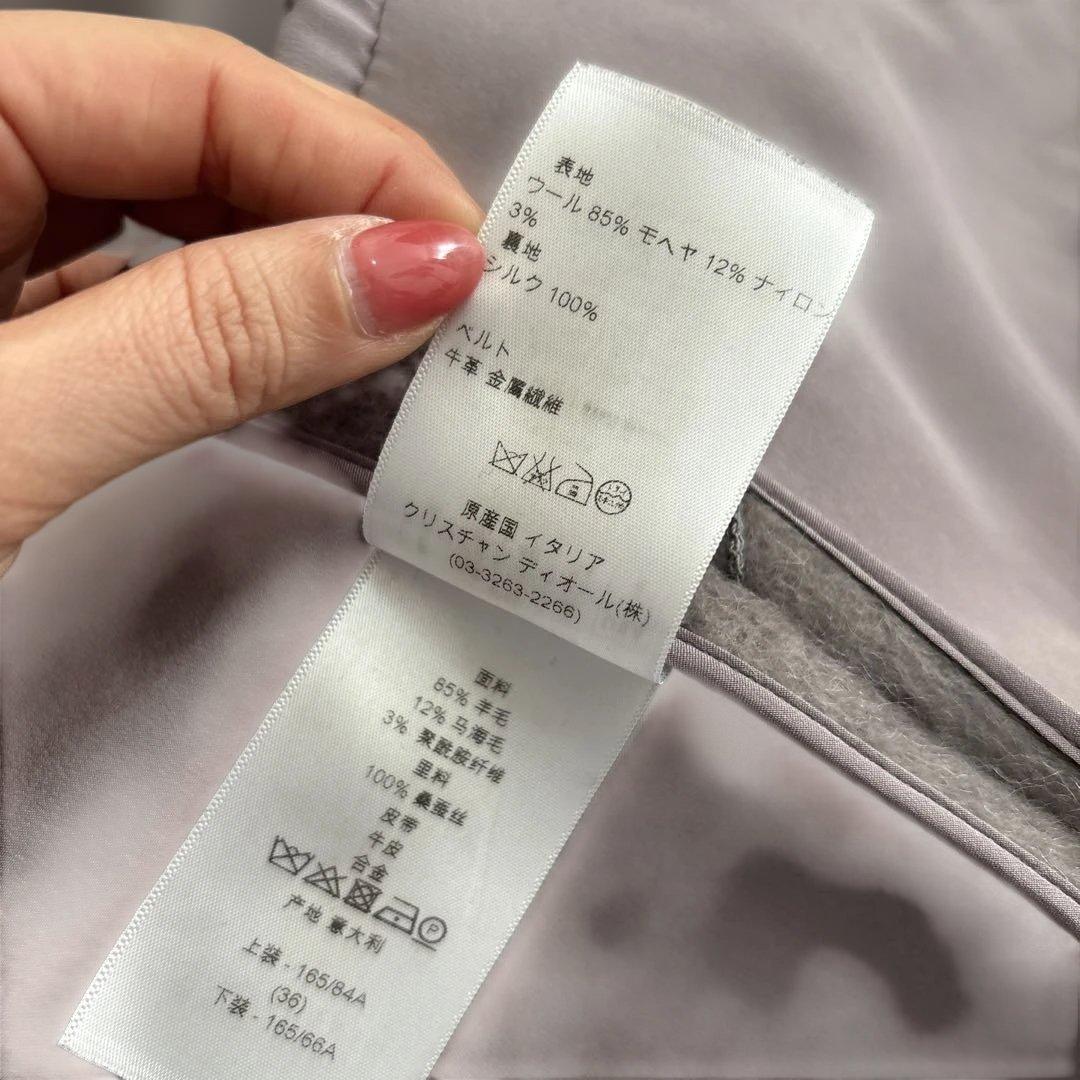 表地
ウール 85% モヘヤ 12% ナイロン
3%
裏地
シルク 100%
ベルト
牛革 金属繊維
原産国 イタリア
クリスチャン ディオール(株)
(03-3263-2266)
面料
85% 羊毛
12% 马海毛
3% 聚酰胺纤维
里料
100% 桑蚕丝
皮带
牛皮
合金
P
产地 意大利
上装 - 165/84A
(36)
下装 - 165/66A